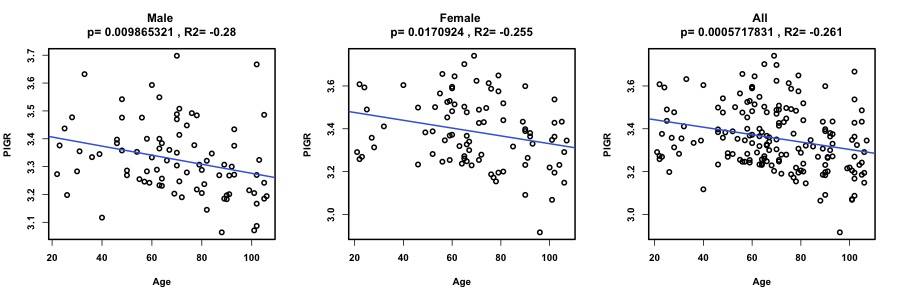 Male
p= 0.009865321 , R2= -0.28
PIGR
3.7
3.6
3.5
3.4
3.3
3.2
3.1
20 40 60 80 100
Age
Female
p= 0.0170924 , R2= -0.255
PIGR
3.6
3.4
3.2
3.0
20 40 60 80 100
Age
All
p= 0.0005717831 , R2= -0.261
PIGR
3.6
3.4
3.2
3.0
20 40 60 80 100
Age